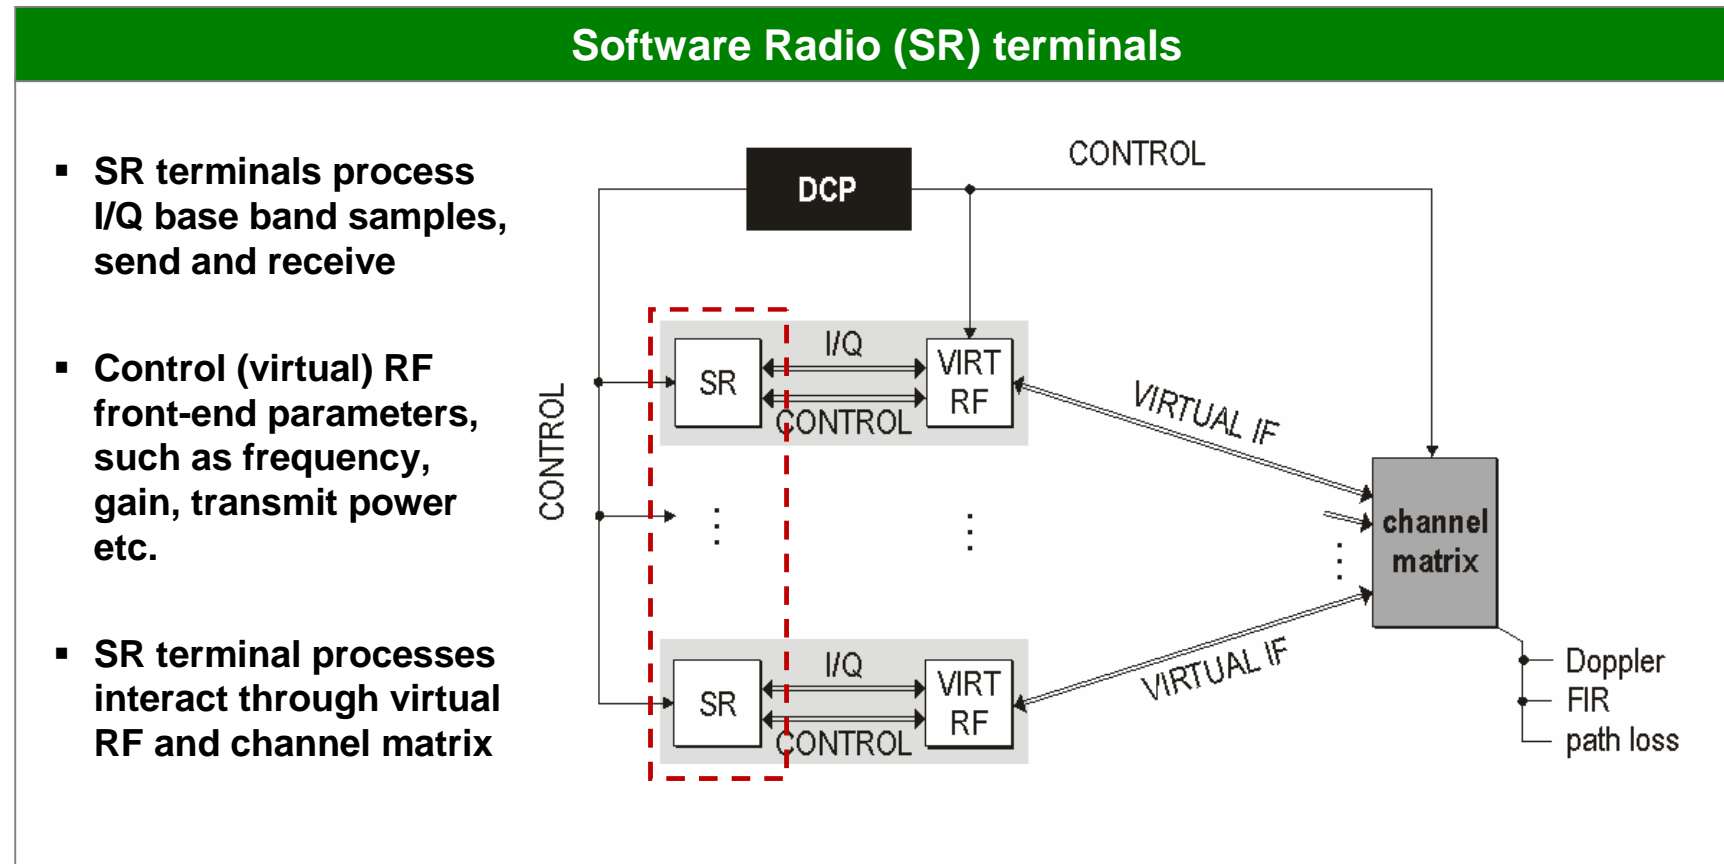 Software Radio (SR) terminals
▪ SR terminals process
I/Q base band samples,
send and receive
▪ Control (virtual) RF
front-end parameters,
such as frequency,
gain, transmit power
etc.
▪ SR terminal processes
interact through virtual
RF and channel matrix
CONTROL
DCP
CONTROL
SR
I/Q
CONTROL
VIRT
RF
VIRTUAL IF
channel
matrix
SR
I/Q
CONTROL
VIRT
RF
VIRTUAL IF
Doppler
FIR
path loss